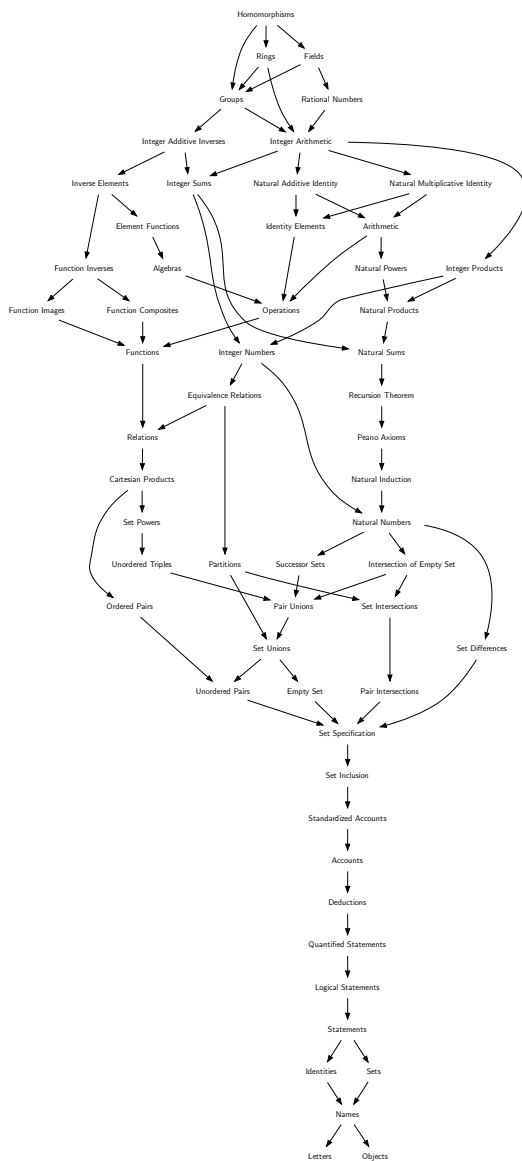 Homomorphisms
Rings Fields
Groups Rational Numbers
Integer Additive Inverses Integer Arithmetic
Inverse Elements Integer Sums Natural Additive Identity Natural Multiplicative Identity
Element Functions Identity Elements Arithmetic
Function Inverses Algebras Natural Powers Integer Products
Function Images Function Composites Operations Natural Products
Functions Integer Numbers Natural Sums
Equivalence Relations Recursion Theorem
Relations Peano Axioms
Cartesian Products Natural Induction
Set Powers Natural Numbers
Unordered Triples Partitions Successor Sets Intersection of Empty Set
Ordered Pairs Pair Unions Set Intersections
Set Unions Set Differences
Unordered Pairs Empty Set Pair Intersections
Set Specification
Set Inclusion
Standardized Accounts
Accounts
Deductions
Quantified Statements
Logical Statements
Statements
Identities Sets
Names
Letters Objects